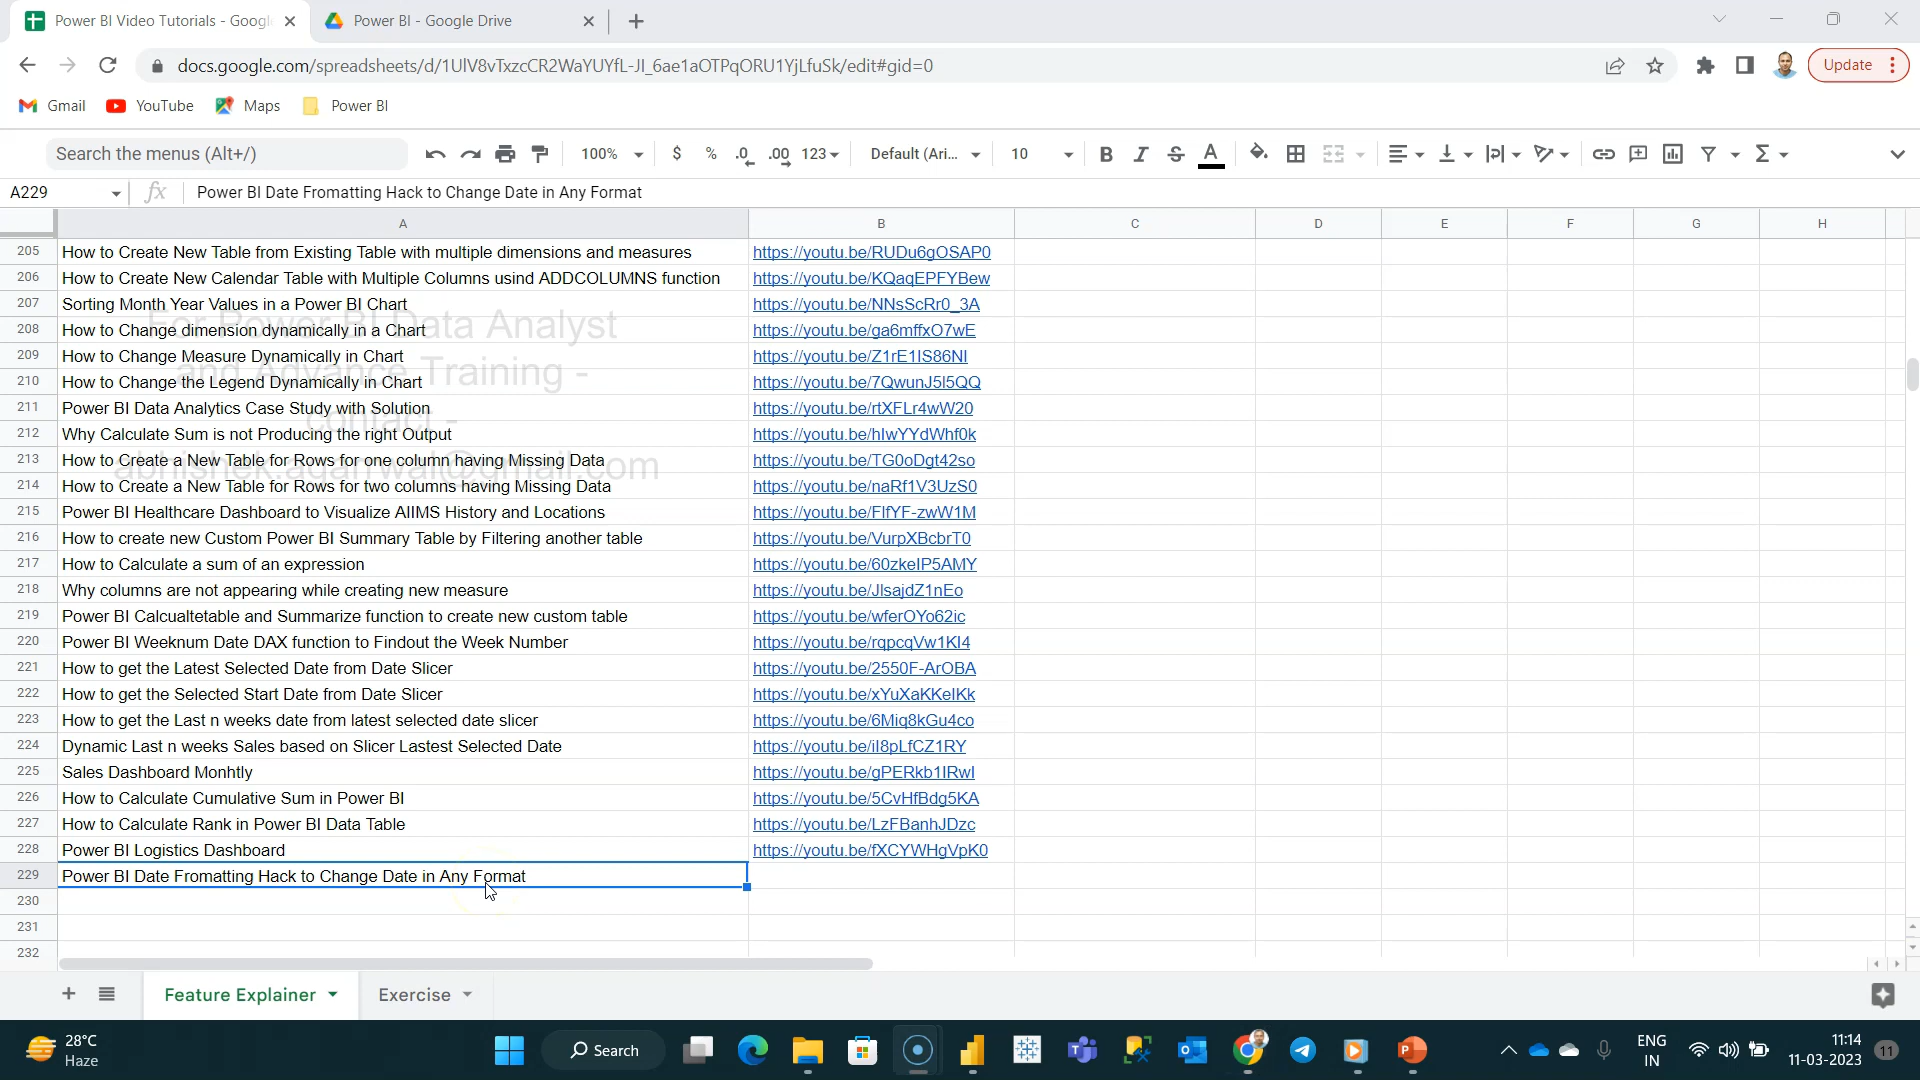 Power BI Video Tutorials - Googl
Power BI - Google Drive
docs.google.com/spreadsheets/d/1UlV8vTxzcCR2WaYUYfL-JI_6ae1aOTPqORU1YjLfuSk/edit#gid=0
Update
Gmail
YouTube
Maps
Power BI
Search the menus (Alt+/)
100%
$
%
.0
.00
123
Default (Ari...
10
B
I
S
A
A229
fx
Power BI Date Fromatting Hack to Change Date in Any Format
A B C D E F G H
205 How to Create New Table from Existing Table with multiple dimensions and measures https://youtu.be/RUDu6gOSAP0
206 How to Create New Calendar Table with Multiple Columns usind ADDCOLUMNS function https://youtu.be/KQaqEPFYBew
207 Sorting Month Year Values in a Power BI Chart https://youtu.be/NNsScRr0_3A
208 How to Change dimension dynamically in a Chart https://youtu.be/ga6mffxO7wE
209 How to Change Measure Dynamically in Chart https://youtu.be/Z1rE1IS86NI
210 How to Change the Legend Dynamically in Chart https://youtu.be/7QwunJ5I5QQ
211 Power BI Data Analytics Case Study with Solution https://youtu.be/rtXFLr4wW20
212 Why Calculate Sum is not Producing the right Output https://youtu.be/hlwYYdWhf0k
213 How to Create a New Table for Rows for one column having Missing Data https://youtu.be/TG0oDgt42so
214 How to Create a New Table for Rows for two columns having Missing Data https://youtu.be/naRf1V3UzS0
215 Power BI Healthcare Dashboard to Visualize AIIMS History and Locations https://youtu.be/FIfYF-zwW1M
216 How to create new Custom Power BI Summary Table by Filtering another table https://youtu.be/VurpXBcbrT0
217 How to Calculate a sum of an expression https://youtu.be/60zkeIP5AMY
218 Why columns are not appearing while creating new measure https://youtu.be/JlsajdZ1nEo
219 Power BI Calcualtetable and Summarize function to create new custom table https://youtu.be/wferOYo62ic
220 Power BI Weeknum Date DAX function to Findout the Week Number https://youtu.be/rqpcqVw1KI4
221 How to get the Latest Selected Date from Date Slicer https://youtu.be/2550F-ArOBA
222 How to get the Selected Start Date from Date Slicer https://youtu.be/xYuXaKKelKk
223 How to get the Last n weeks date from latest selected date slicer https://youtu.be/6Miq8kGu4co
224 Dynamic Last n weeks Sales based on Slicer Lastest Selected Date https://youtu.be/iI8pLfCZ1RY
225 Sales Dashboard Monhtly https://youtu.be/gPERkb1IRwI
226 How to Calculate Cumulative Sum in Power BI https://youtu.be/5CvHfBdg5KA
227 How to Calculate Rank in Power BI Data Table https://youtu.be/LzFBanhJDzc
228 Power BI Logistics Dashboard https://youtu.be/fXCYWHgVpK0
229 Power BI Date Fromatting Hack to Change Date in Any Format
230
231
232
For Power BI Data Analyst
and Advance Training -
contact -
abhishek.agarrwal@gmail.com
Feature Explainer
Exercise
28°C
Haze
Search
ENG
IN
11:14
11-03-2023
11